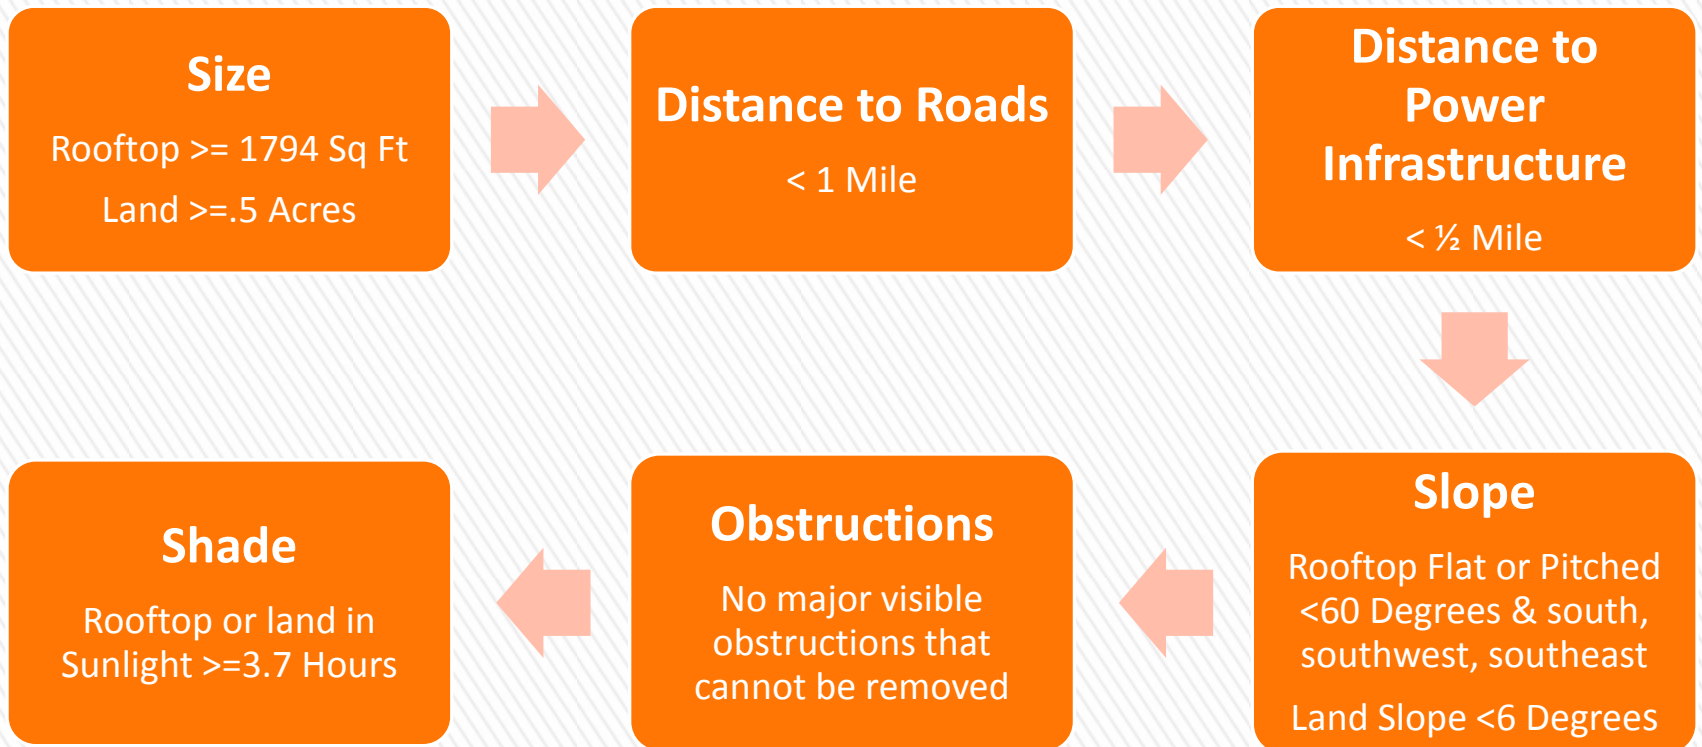 Size
Rooftop >= 1794 Sq Ft
Land >=.5 Acres
Distance to Roads
< 1 Mile
Distance to
Power
Infrastructure
< ½ Mile
Slope
Rooftop Flat or Pitched
<60 Degrees & south,
southwest, southeast
Land Slope <6 Degrees
Obstructions
No major visible
obstructions that
cannot be removed
Shade
Rooftop or land in
Sunlight >=3.7 Hours